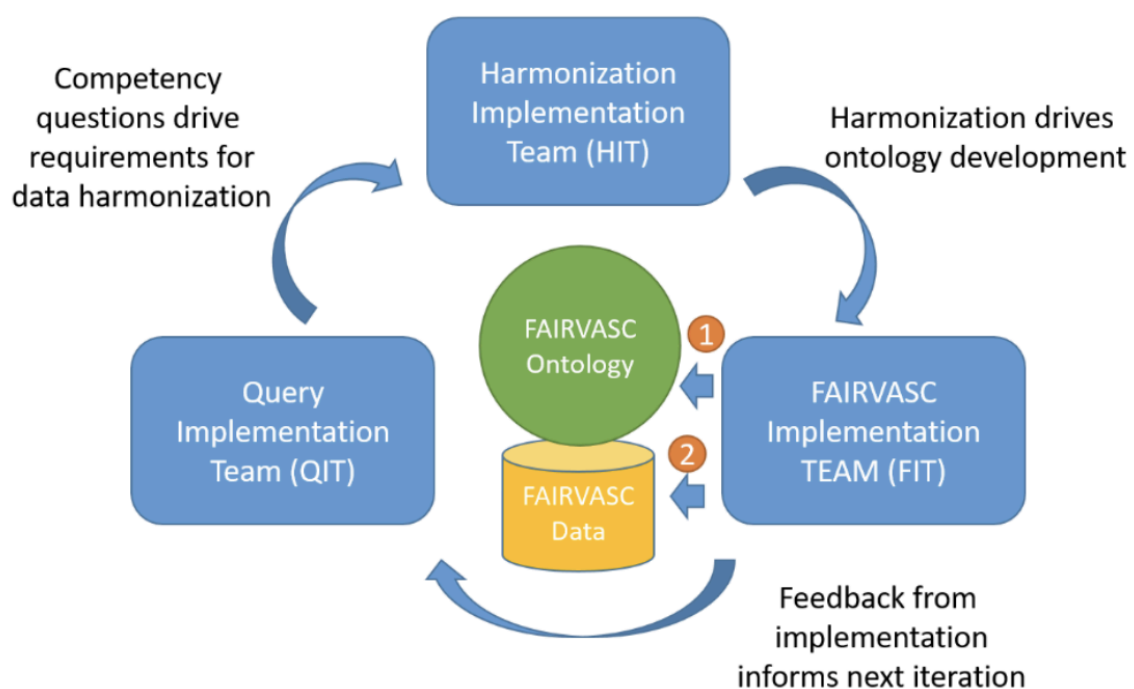 Competency
questions drive
requirements for
data harmonization
Harmonization
Implementation
Team (HIT)
Harmonization drives
ontology development
FAIRVASC
Ontology
1
Query
Implementation
Team (QIT)
FAIRVASC
Implementation
TEAM (FIT)
2
FAIRVASC
Data
Feedback from
implementation
informs next iteration